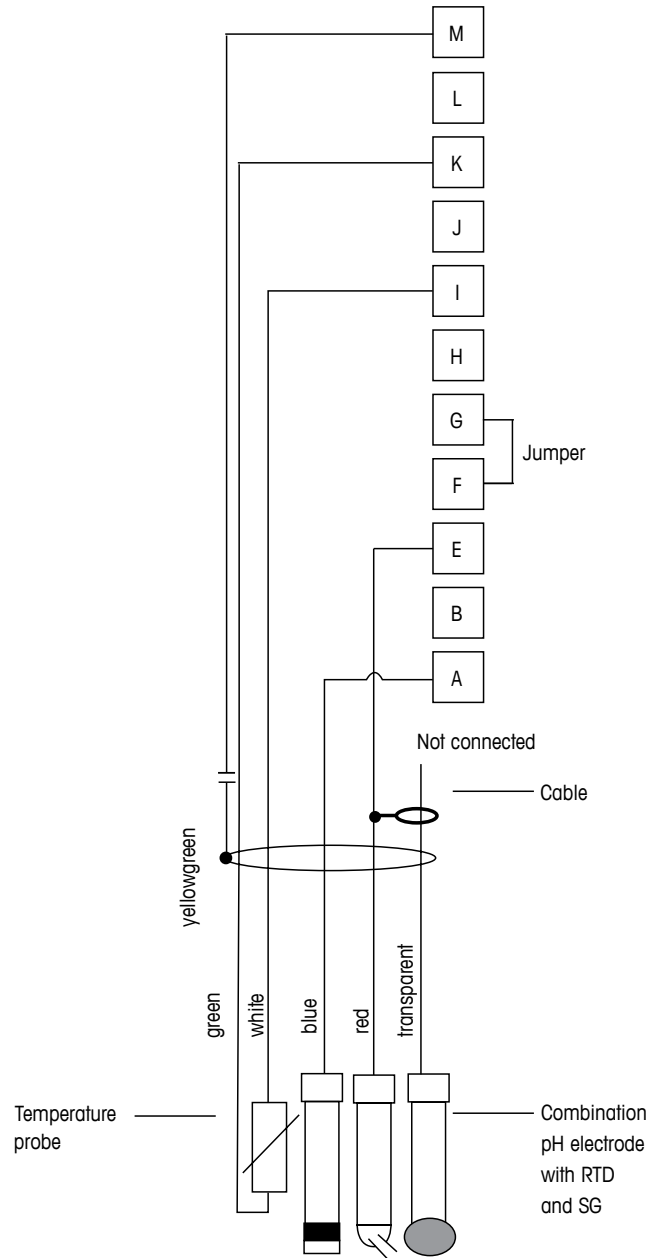 M
L
K
J
I
H
G
Jumper
F
E
B
A
Not connected
Cable
yellowgreen
green
white
blue
red
transparent
Temperature
probe
Combination
pH electrode
with RTD
and SG